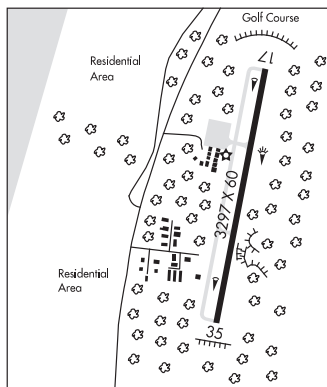 Golf Course
Residential
Area
17
3297 X 60
Residential
Area
35